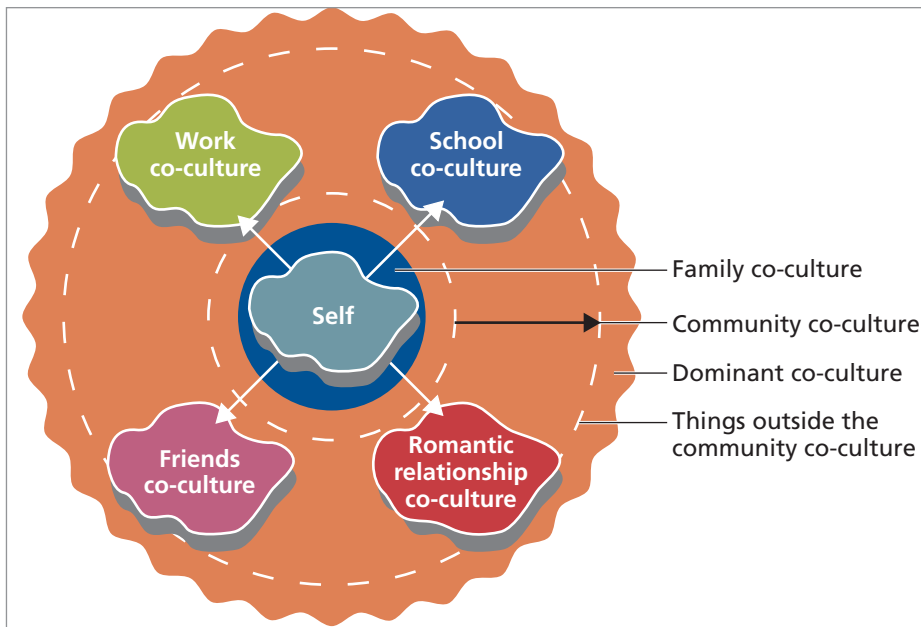 Work
co-culture
School
co-culture
Self
Friends
co-culture
Romantic
relationship
co-culture
Family co-culture
Community co-culture
Dominant co-culture
Things outside the
community co-culture